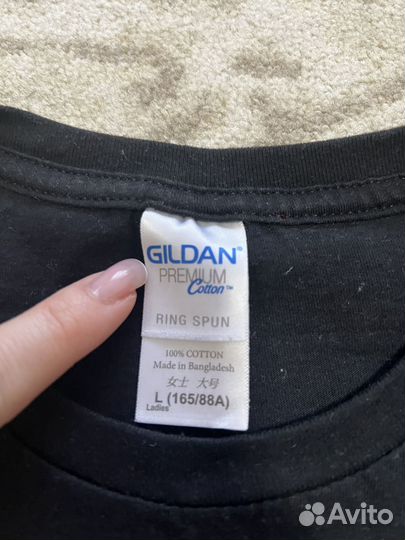 GILDAN®
PREMIUM
Cotton™
RING SPUN
100% COTTON
Made in Bangladesh
女士 大号
L (165/88A)
Ladies'
Avito